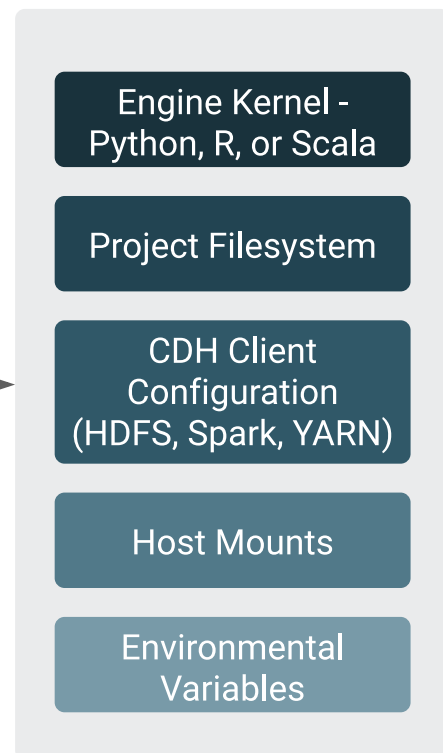 Engine Kernel -
Python, R, or Scala
Project Filesystem
CDH Client
Configuration
(HDFS, Spark, YARN)
Host Mounts
Environmental
Variables